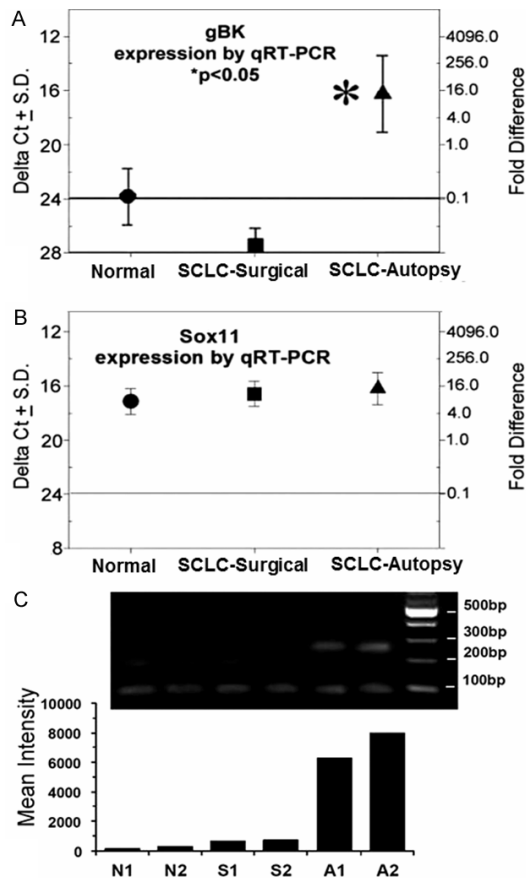 A
gBK
expression by qRT-PCR
*p<0.05
*
Delta Ct ± S.D.
12
16
20
24
28
4096.0
256.0
16.0
4.0
1.0
0.1
Fold Difference
Normal
SCLC-Surgical
SCLC-Autopsy
B
Sox11
expression by qRT-PCR
Delta Ct ± S.D.
12
16
20
24
8
4096.0
256.0
16.0
4.0
1.0
0.1
Fold Difference
Normal
SCLC-Surgical
SCLC-Autopsy
C
500bp
300bp
200bp
100bp
Mean Intensity
10000
8000
6000
4000
2000
0
N1 N2 S1 S2 A1 A2